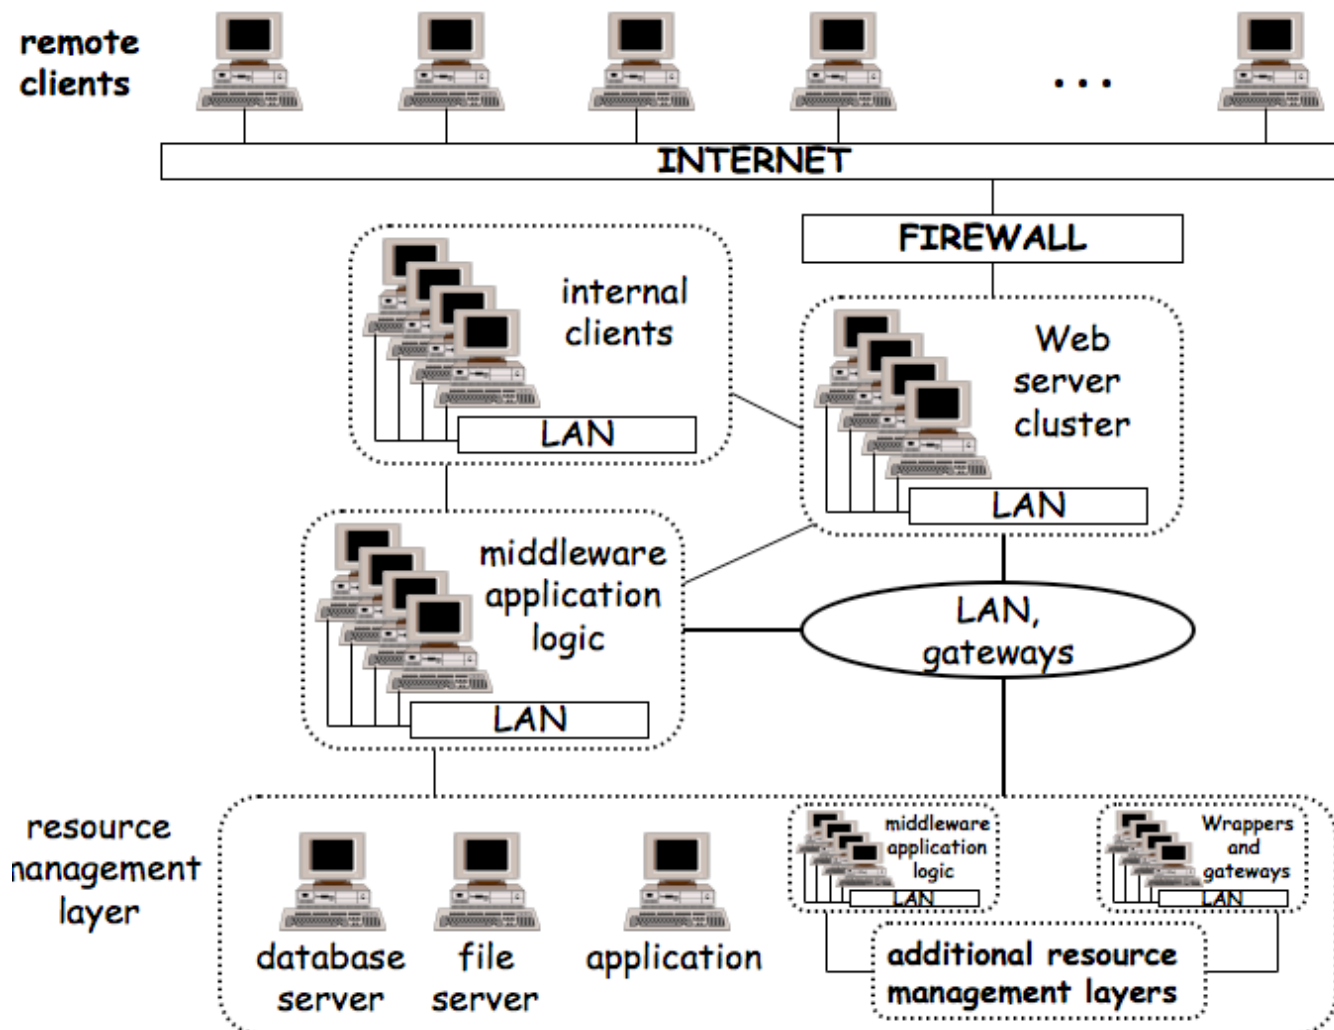 remote
clients
...
INTERNET
FIREWALL
internal
clients
LAN
Web
server
cluster
LAN
middleware
application
logic
LAN
LAN,
gateways
resource
management
layer
database
server
file
server
application
middleware
application
logic
LAN
Wrappers
and
gateways
LAN
additional resource
management layers